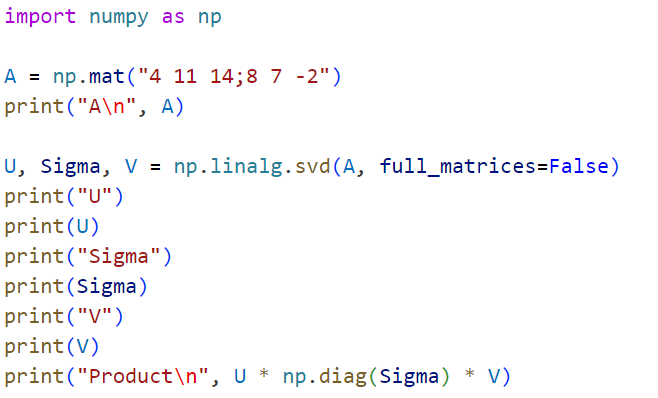 import numpy as np
A = np.mat("4 11 14;8 7 -2")
print("A\n", A)
U, Sigma, V = np.linalg.svd(A, full_matrices=False)
print("U")
print(U)
print("Sigma")
print(Sigma)
print("V")
print(V)
print("Product\n", U * np.diag(Sigma) * V)